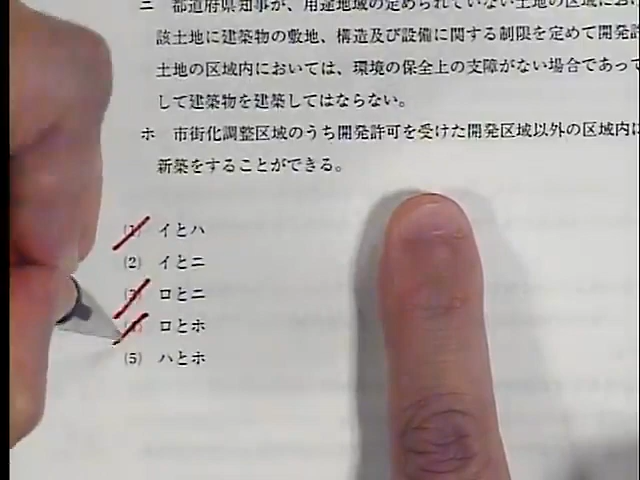 ニ 都道府県知事が、用途地域の定められていない土地の区域にお
該土地に建築物の敷地、構造及び設備に関する制限を定めて開発許
土地の区域内においては、環境の保全上の支障がない場合であって
して建築物を建築してはならない。
ホ 市街化調整区域のうち開発許可を受けた開発区域以外の区域内に
新築をすることができる。
(1) イとハ
(2) イとニ
(3) ロとニ
(4) ロとホ
(5) ハとホ